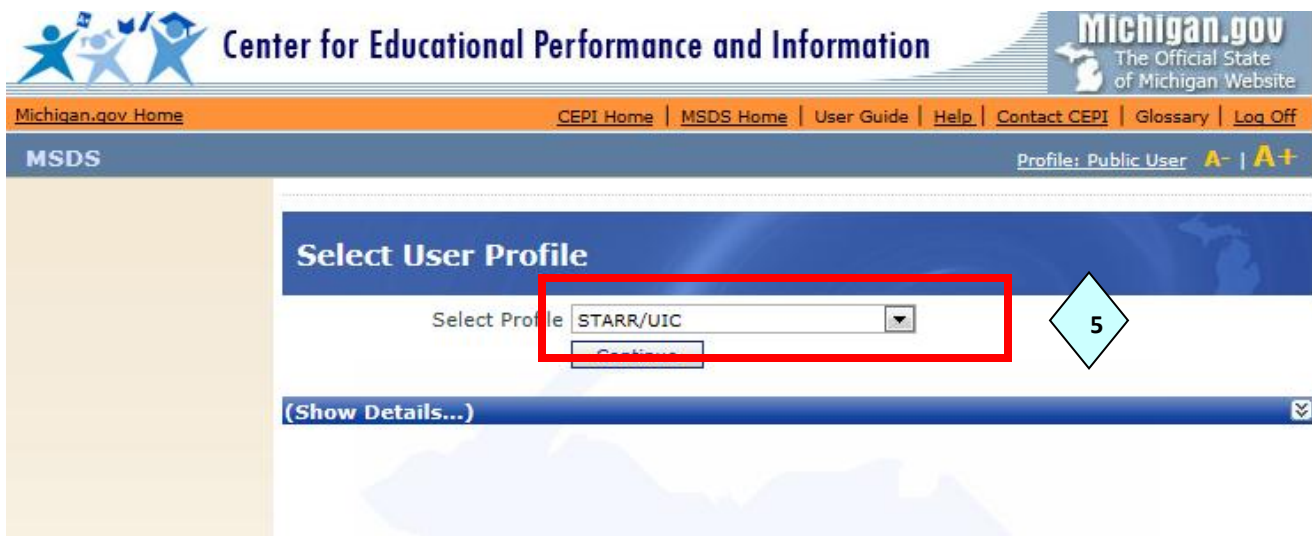 Center for Educational Performance and Information
Michigan.gov
The Official State
of Michigan Website
Michigan.gov Home
CEPI Home | MSDS Home | User Guide | Help | Contact CEPI | Glossary | Log Off
MSDS
Profile: Public User A- | A+
Select User Profile
Select Profile STARR/UIC
5
Continue
(Show Details...)